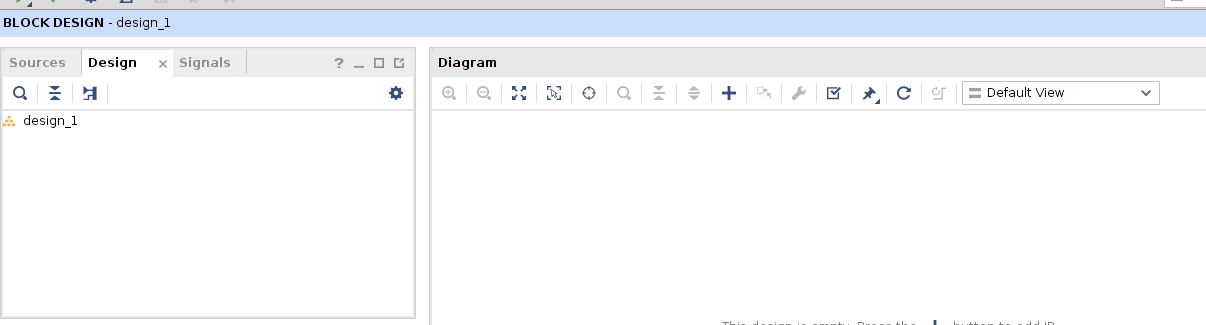 BLOCK DESIGN - design_1
Sources Design × Signals ?
design_1
Diagram
Default View
This design is empty. Press the + button to add IP.